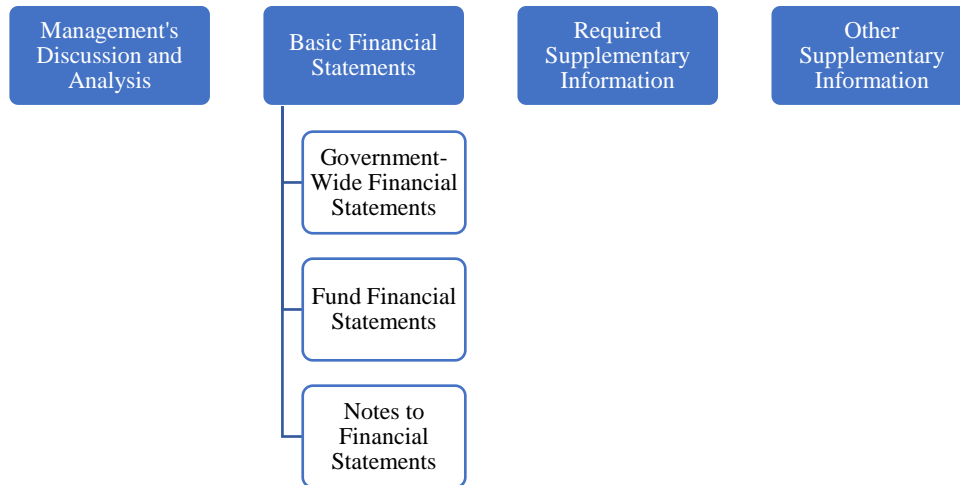 Management's
Discussion and
Analysis
Basic Financial
Statements
Required
Supplementary
Information
Other
Supplementary
Information
Government-
Wide Financial
Statements
Fund Financial
Statements
Notes to
Financial
Statements